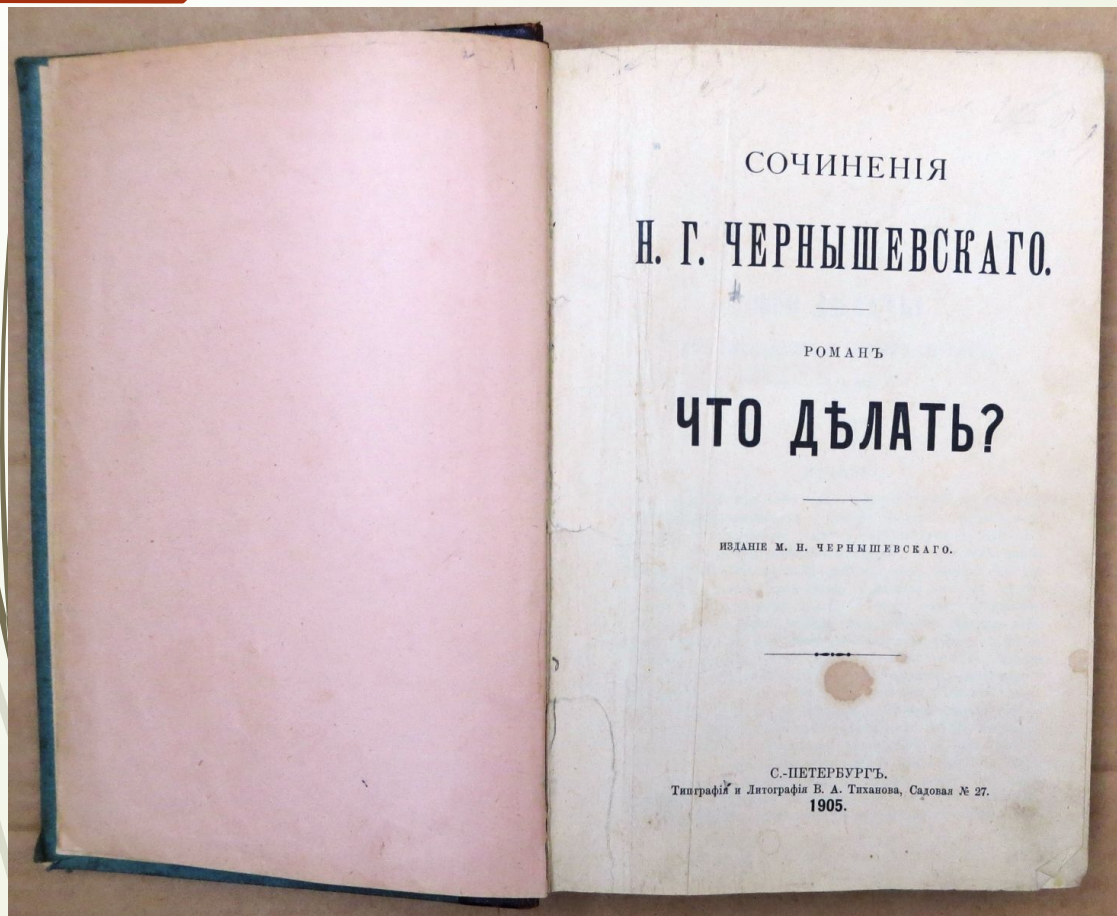 СОЧИНЕНІЯ
Н. Г. ЧЕРНЫШЕВСКАГО.
РОМАНЪ
ЧТО ДѢЛАТЬ?
ИЗДАНІЕ М. Н. ЧЕРНЫШЕВСКАГО.
С.-ПЕТЕРБУРГЪ.
Типографія и Литографія В. А. Тиханова, Садовая № 27.
1905.